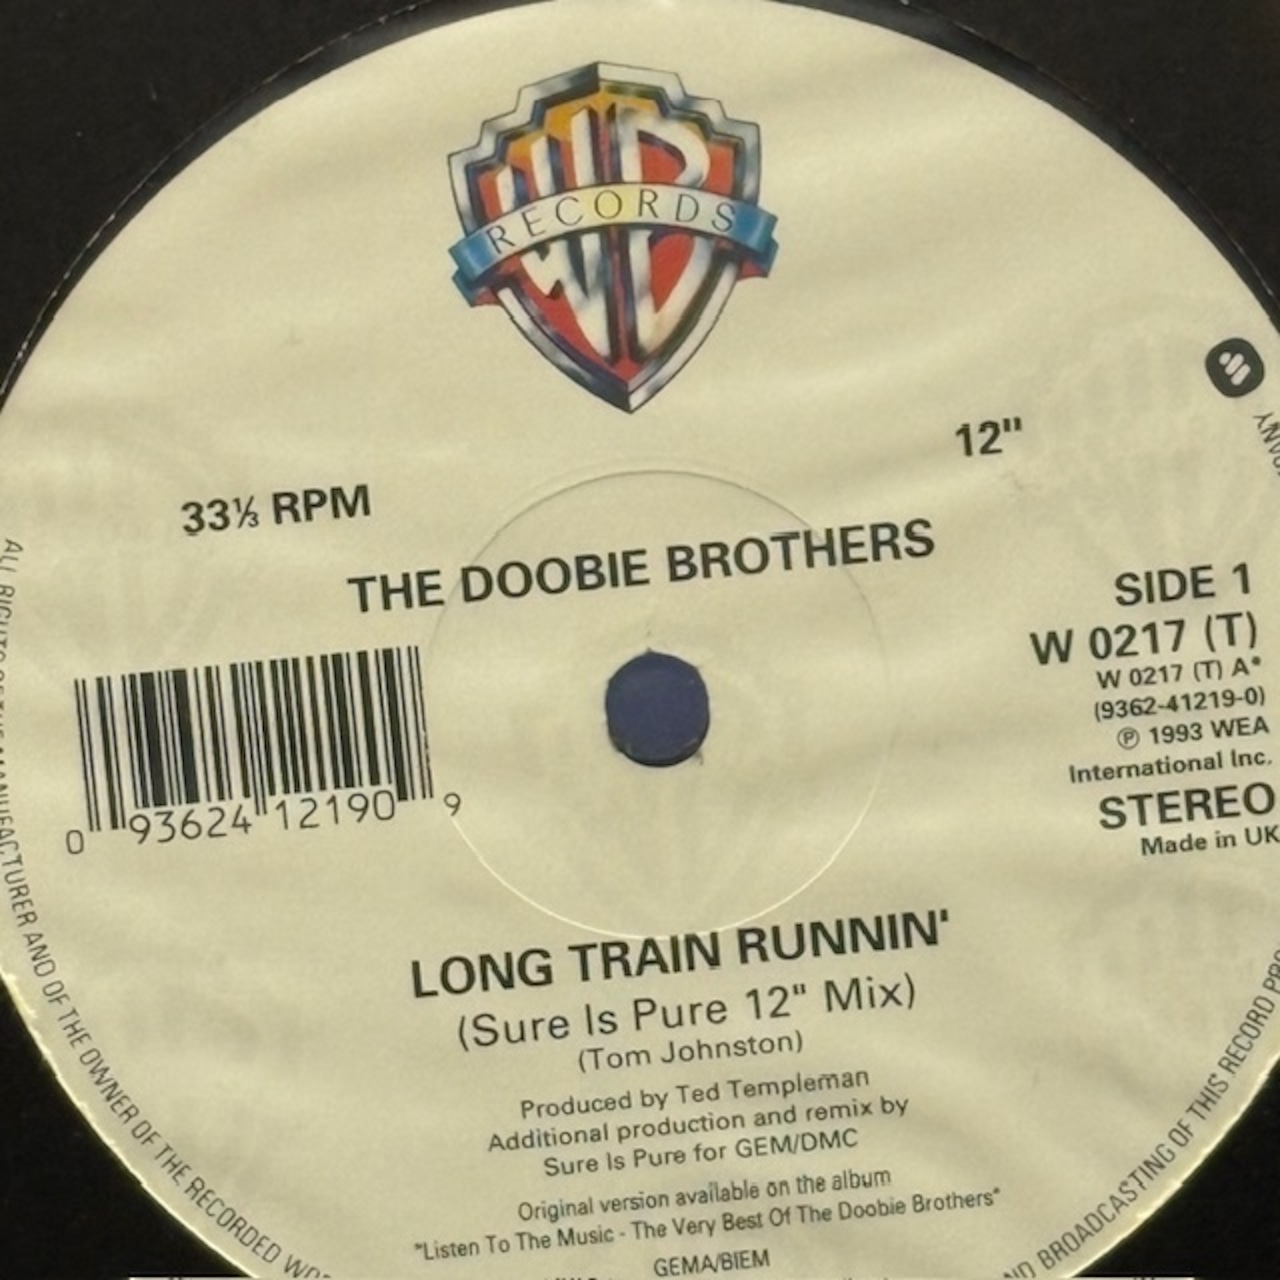 WB
RECORDS
12"
33⅓ RPM
THE DOOBIE BROTHERS
SIDE 1
W 0217 (T)
W 0217 (T) A*
(9362-41219-0)
℗ 1993 WEA
International Inc.
STEREO
Made in UK
0 93624 12190 9
LONG TRAIN RUNNIN'
(Sure Is Pure 12" Mix)
(Tom Johnston)
Produced by Ted Templeman
Additional production and remix by
Sure Is Pure for GEM/DMC
Original version available on the album
"Listen To The Music - The Very Best Of The Doobie Brothers"
GEMA/BIEM
ALL RIGHTS OF THE MANUFACTURER AND OF THE OWNER OF THE RECORDED
BROADCASTING OF THIS RECORD